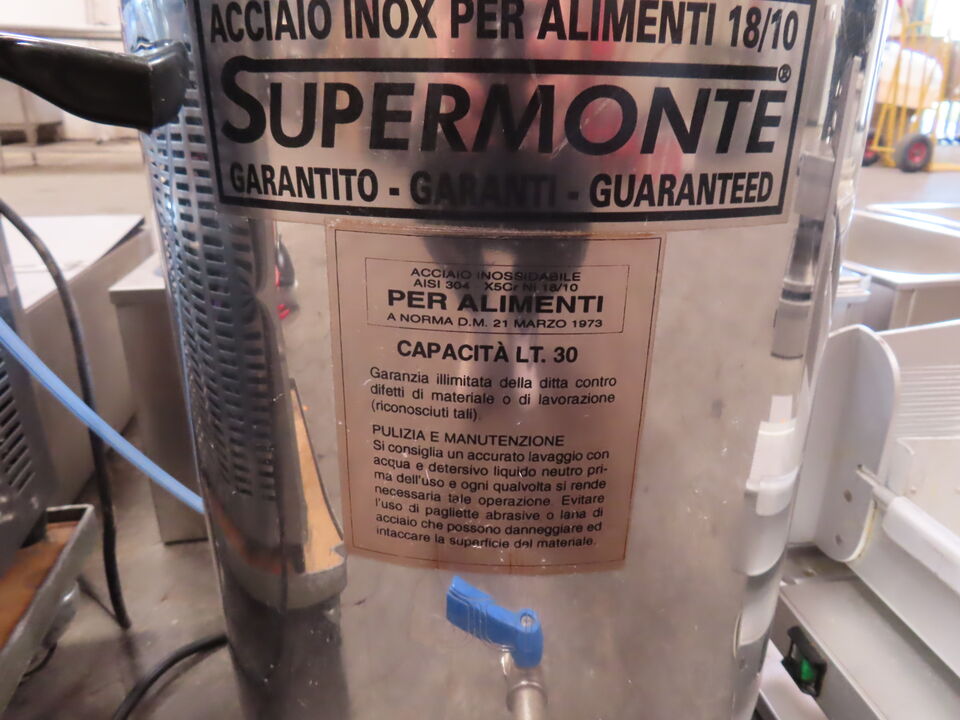 ACCIAIO INOX PER ALIMENTI 18/10
SUPERMONTE®
GARANTITO - GARANTI - GUARANTEED
ACCIAIO INOSSIDABILE
AISI 304 - X5Cr Ni 18/10
PER ALIMENTI
A NORMA D.M. 21 MARZO 1973
CAPACITÀ LT. 30
Garanzia illimitata della ditta contro
difetti di materiale o di lavorazione
(riconosciuti tali).
PULIZIA E MANUTENZIONE
Si consiglia un accurato lavaggio con
acqua e detersivo liquido neutro pri-
ma dell'uso e ogni qualvolta si rende
necessaria tale operazione. Evitare
l'uso di pagliette abrasive o lana di
acciaio che possono danneggiare ed
intaccare la superficie del materiale.